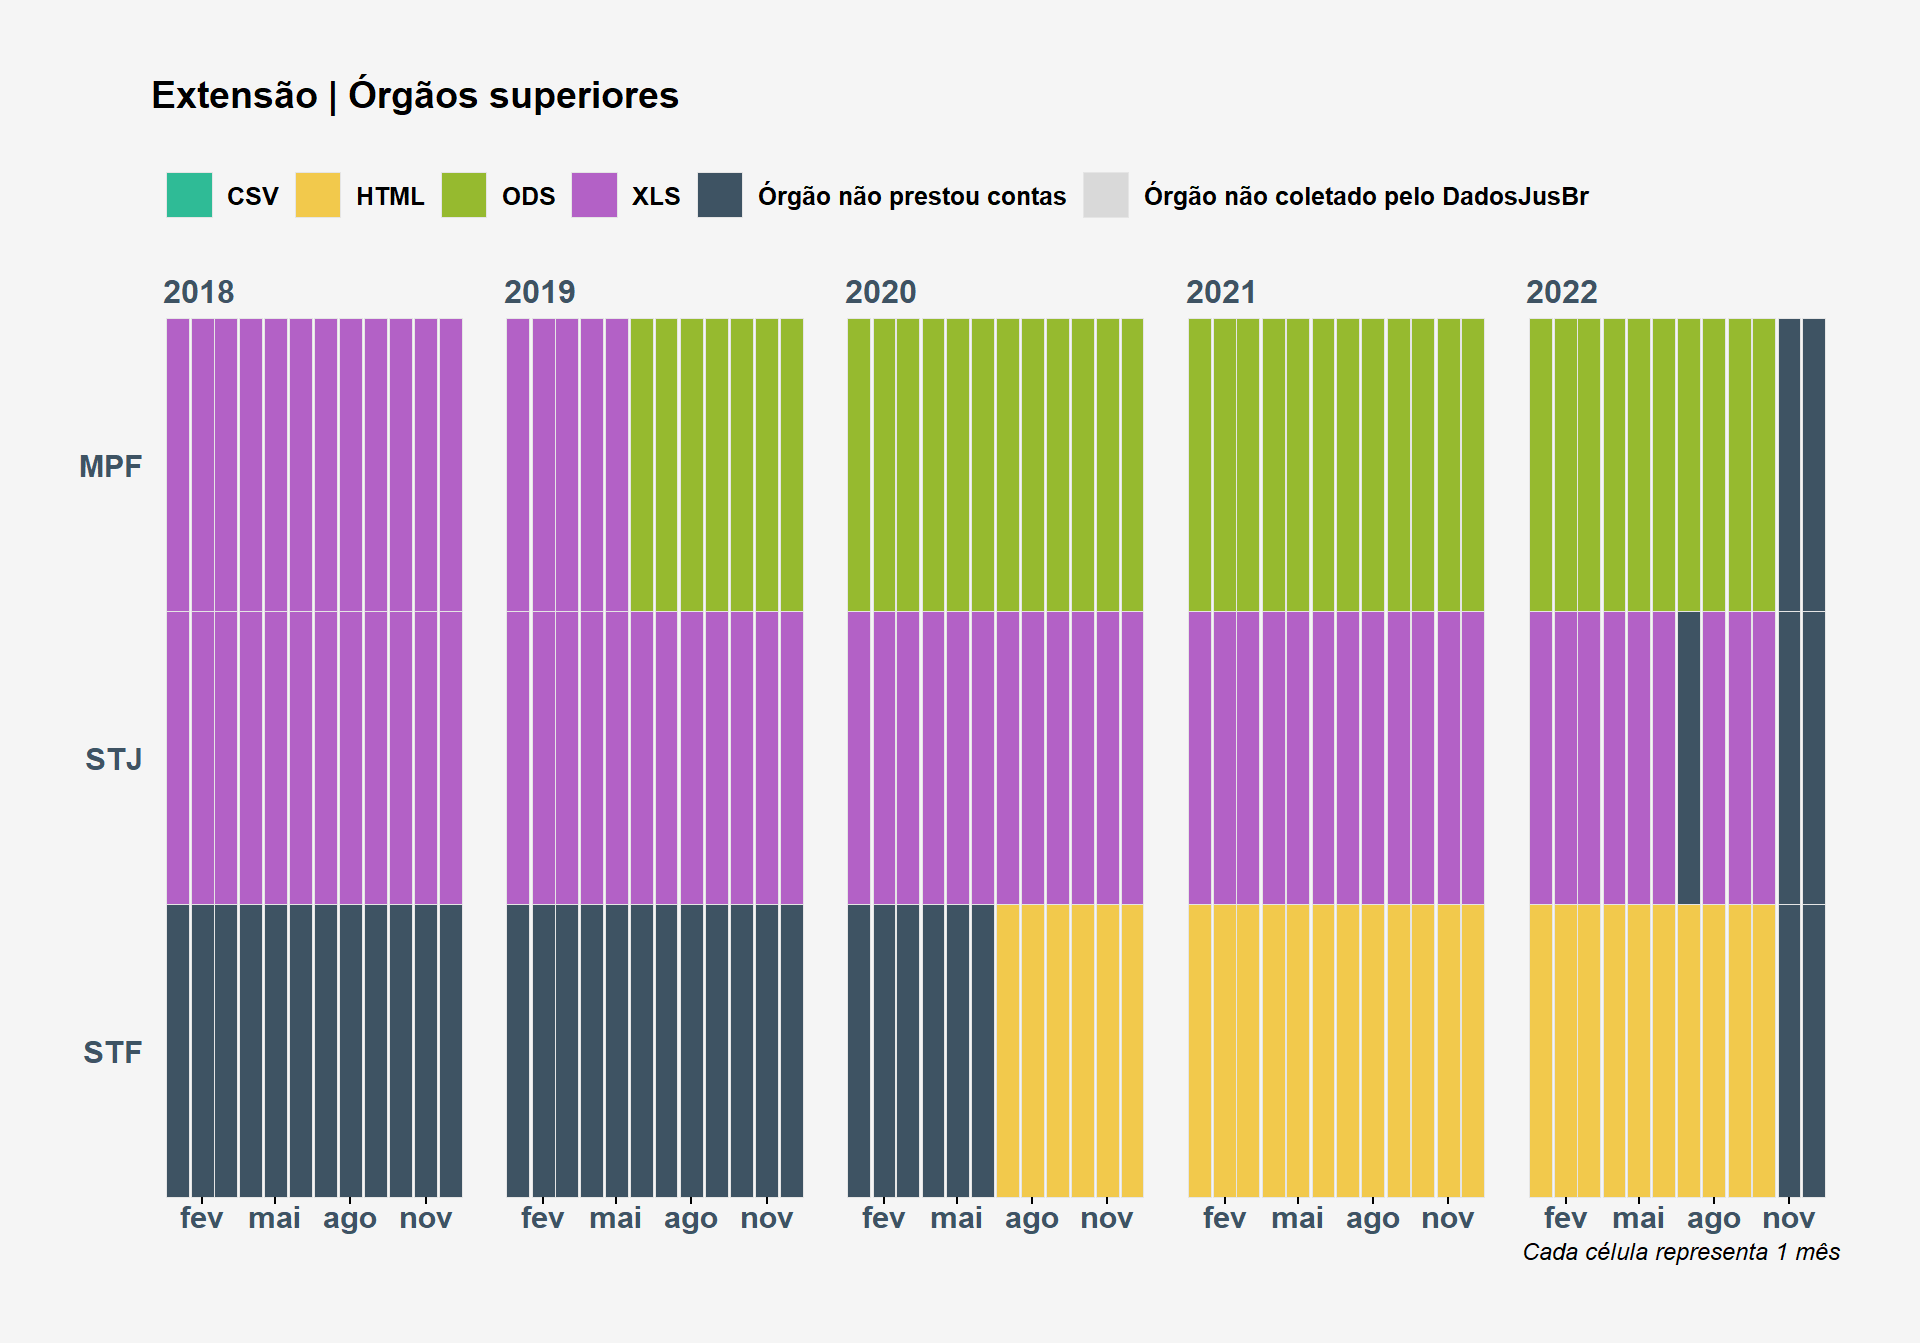 Extensão | Órgãos superiores
CSV HTML ODS XLS Órgão não prestou contas Órgão não coletado pelo DadosJusBr
2018 2019 2020 2021 2022
MPF
STJ
STF
fev mai ago nov fev mai ago nov fev mai ago nov fev mai ago nov fev mai ago nov
Cada célula representa 1 mês